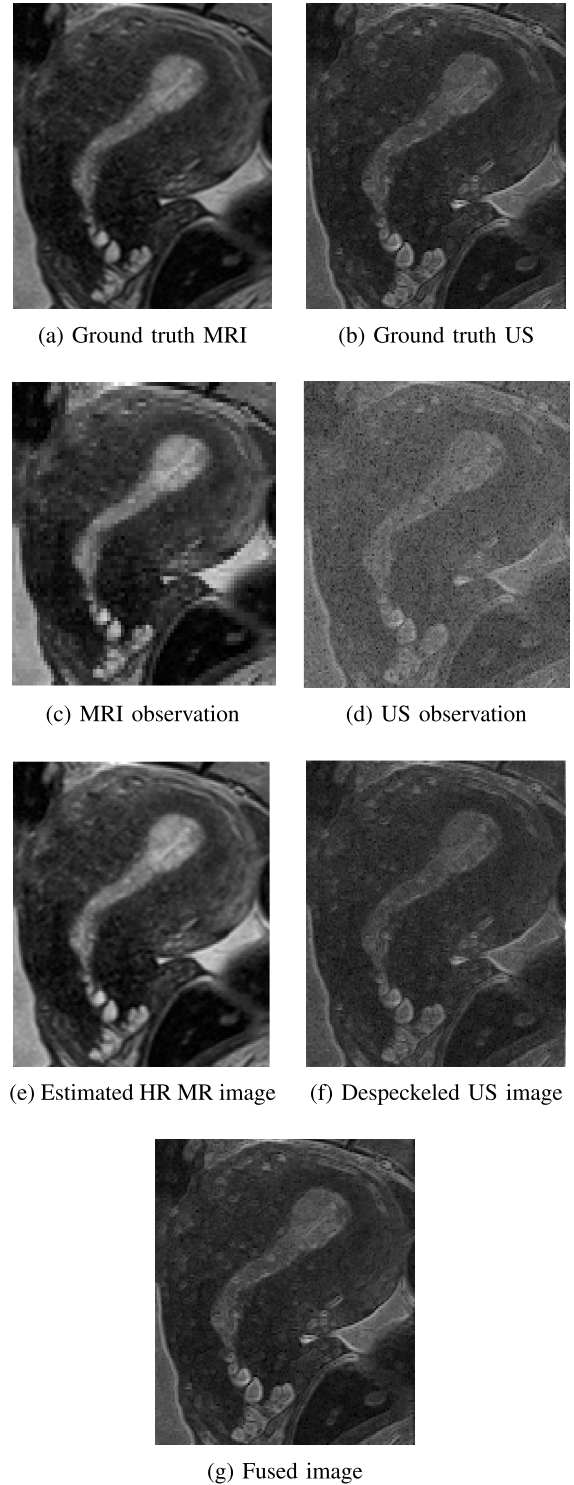 (a) Ground truth MRI
(b) Ground truth US
(c) MRI observation
(d) US observation
(e) Estimated HR MR image
(f) Despeckeled US image
(g) Fused image